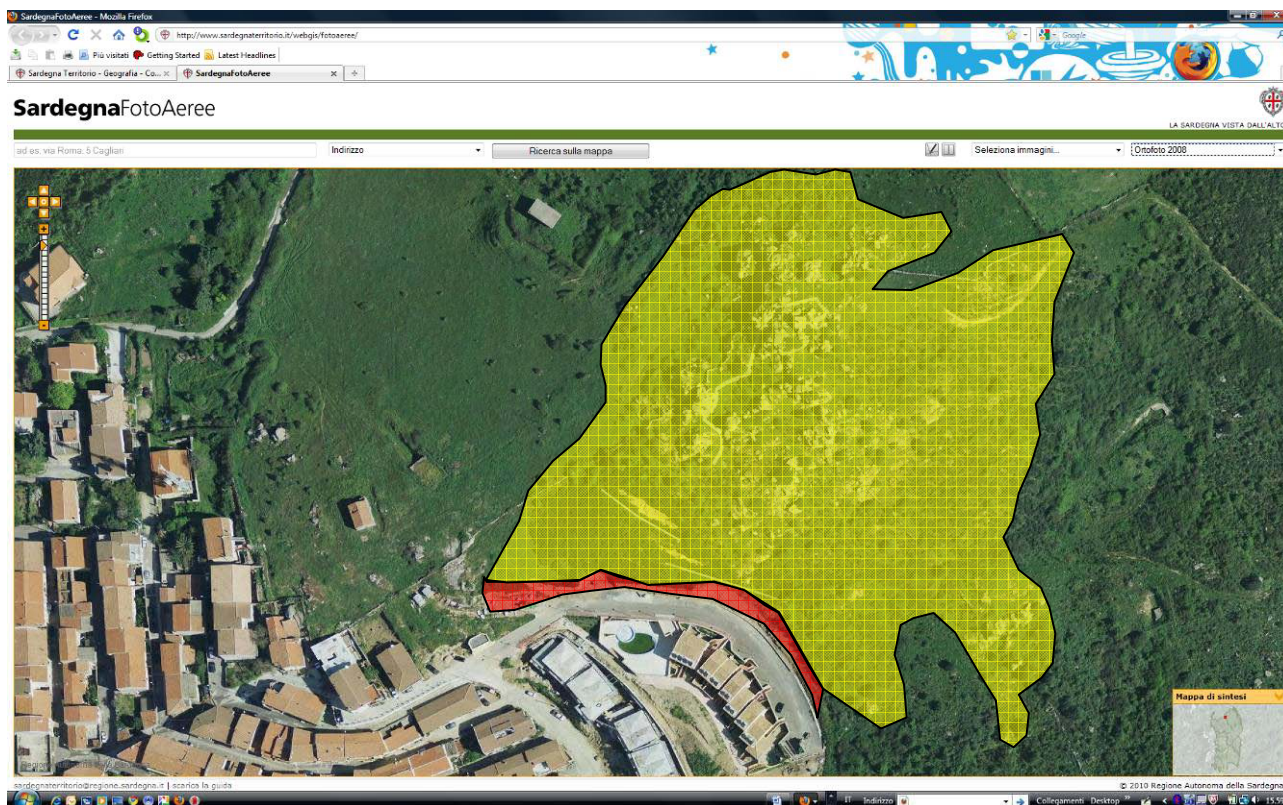 SardegnaFotoAeree - Mozilla Firefox
http://www.sardegnaterritorio.it/webgis/fotoaeree/
Google
Più visitati Getting Started Latest Headlines
Sardegna Territorio - Geografia - Co... SardegnaFotoAeree
SardegnaFotoAeree
LA SARDEGNA VISTA DALL'ALTO
ad es: via Roma, 5 Cagliari Indirizzo Ricerca sulla mappa Seleziona immagini... Ortofoto 2008
Mappa di sintesi
sardegnaterritorio@regione.sardegna.it | scarica la guida © 2010 Regione Autonoma della Sardegna
IT Indirizzo Collegamenti Desktop